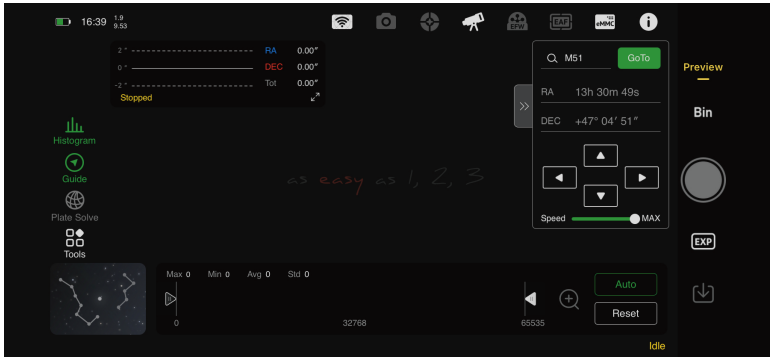 16:39 1.9
9.53
EFW
EAF
eMMC
2 "
RA 0.00"
0 "
DEC 0.00"
-2 "
Tot 0.00"
Stopped
M51 GoTo
RA 13h 30m 49s
DEC +47° 04′ 51″
Speed MAX
Preview
Bin
EXP
Histogram
Guide
Plate Solve
Tools
as easy as 1, 2, 3
Max 0 Min 0 Avg 0 Std 0
0 32768 65535
Auto
Reset
Idle